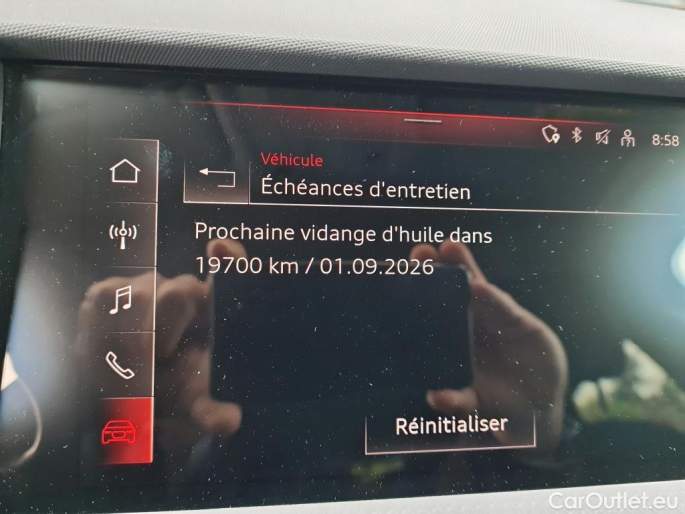 8:58
Véhicule
Échéances d'entretien
Prochaine vidange d'huile dans
19700 km / 01.09.2026
Réinitialiser
CarOutlet.eu